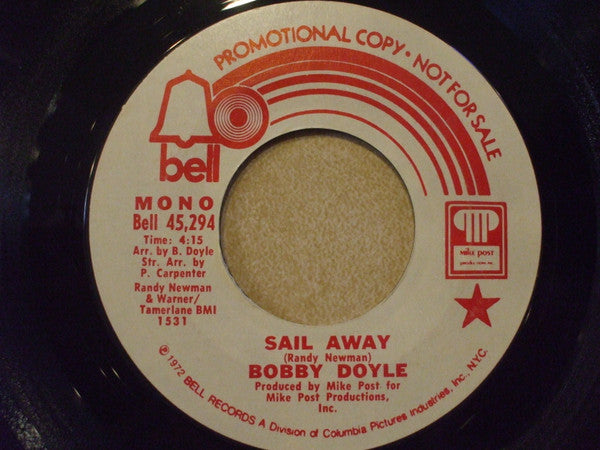 PROMOTIONAL COPY • NOT FOR SALE
bell
MONO
Bell 45,294
Time: 4:15
Arr. by B. Doyle
Str. Arr. by
P. Carpenter
Randy Newman
& Warner/
Tamerlane BMI
1531
mike post
SAIL AWAY
(Randy Newman)
BOBBY DOYLE
Produced by Mike Post for
Mike Post Productions,
Inc.
℗ 1972 BELL RECORDS A Division of Columbia Pictures Industries, Inc., N.Y.C.